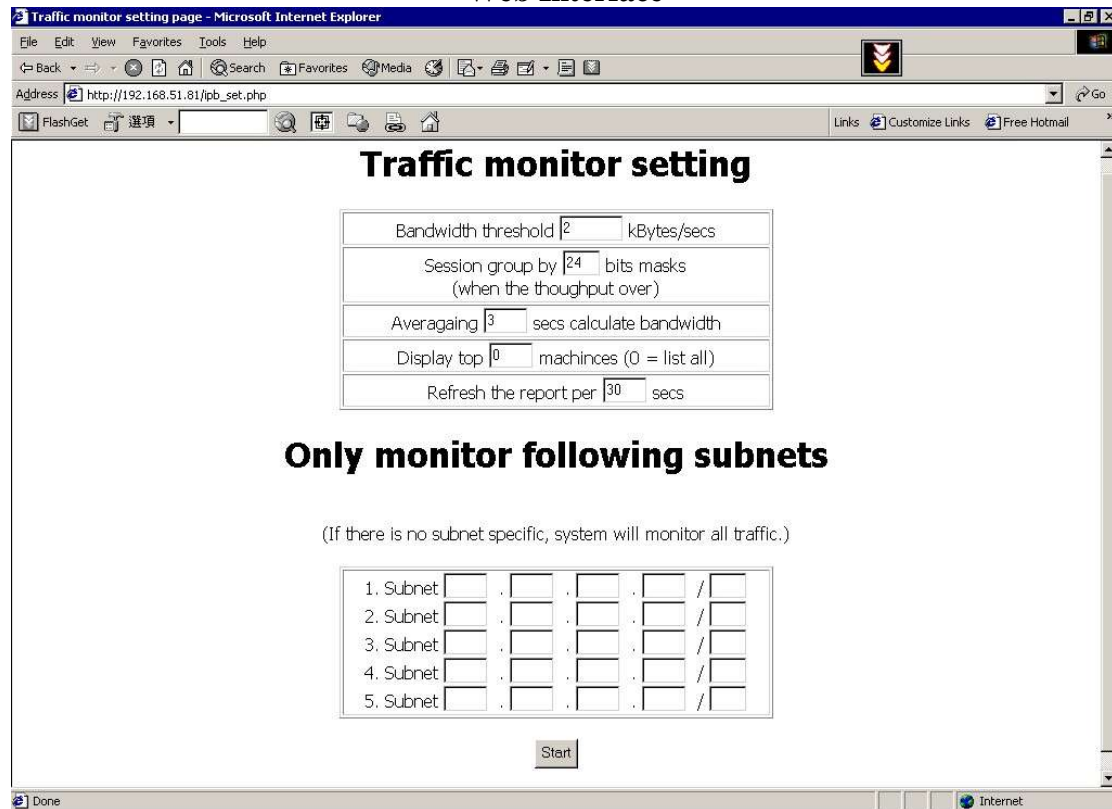 Web Interface
Traffic monitor setting page - Microsoft Internet Explorer
File Edit View Favorites Tools Help
Back Search Favorites Media
Address http://192.168.51.81/ipb_set.php Go
FlashGet 選項 Links Customize Links Free Hotmail
Traffic monitor setting
Bandwidth threshold 2 kBytes/secs
Session group by 24 bits masks
(when the thoughput over)
Averagaing 3 secs calculate bandwidth
Display top 0 machinces (0 = list all)
Refresh the report per 30 secs
Only monitor following subnets
(If there is no subnet specific, system will monitor all traffic.)
1. Subnet . . . /
2. Subnet . . . /
3. Subnet . . . /
4. Subnet . . . /
5. Subnet . . . /
Start
Done Internet